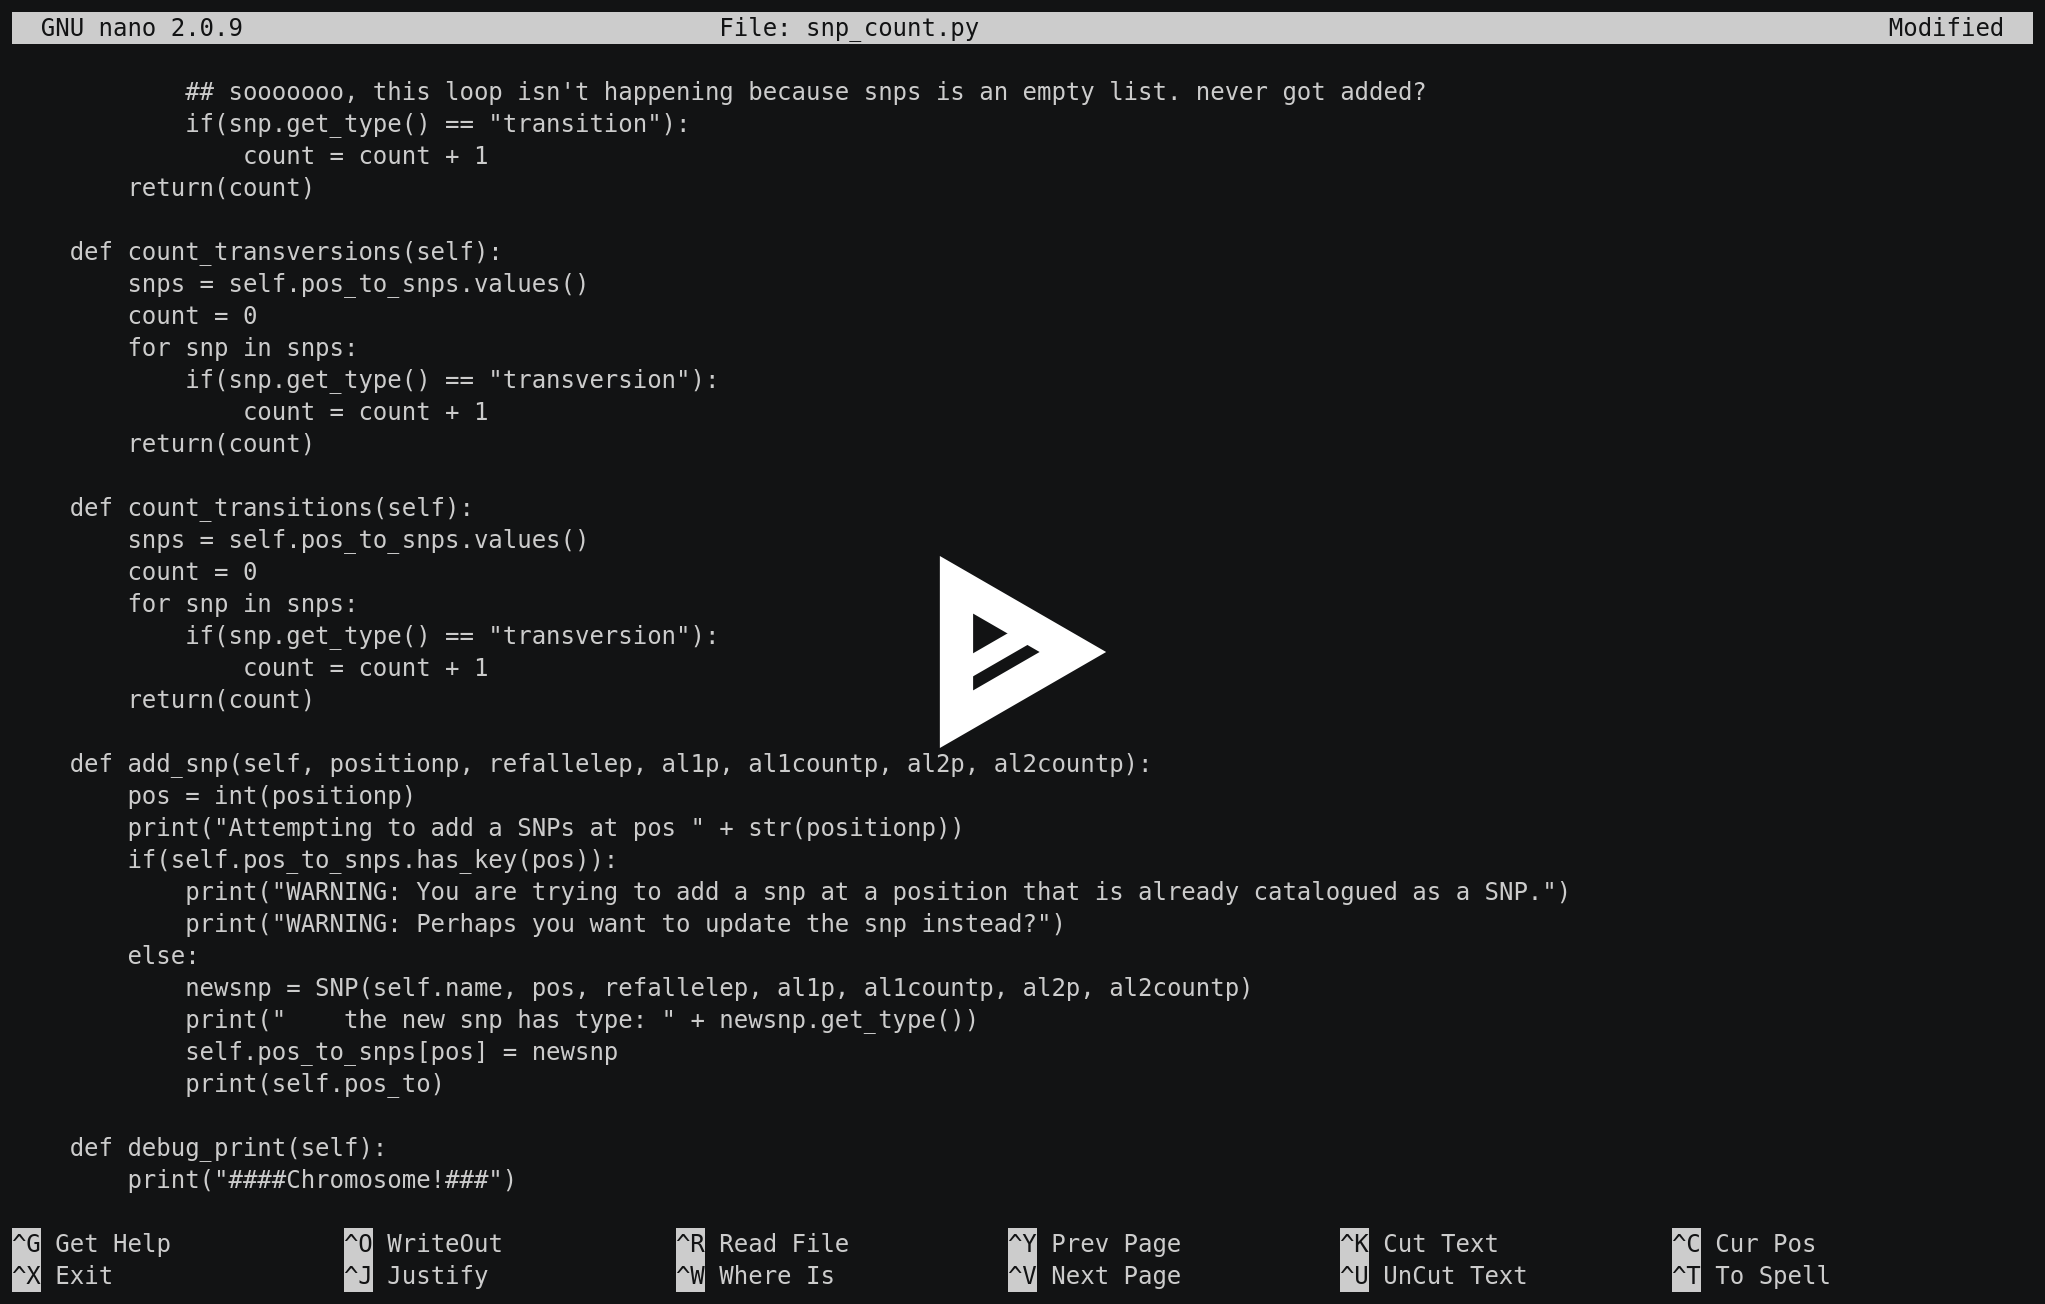 GNU nano 2.0.9 File: snp_count.py Modified
## sooooooo, this loop isn't happening because snps is an empty list. never got added?
if(snp.get_type() == "transition"):
count = count + 1
return(count)
def count_transversions(self):
snps = self.pos_to_snps.values()
count = 0
for snp in snps:
if(snp.get_type() == "transversion"):
count = count + 1
return(count)
def count_transitions(self):
snps = self.pos_to_snps.values()
count = 0
for snp in snps:
if(snp.get_type() == "transversion"):
count = count + 1
return(count)
def add_snp(self, positionp, refallelep, al1p, al1countp, al2p, al2countp):
pos = int(positionp)
print("Attempting to add a SNPs at pos " + str(positionp))
if(self.pos_to_snps.has_key(pos)):
print("WARNING: You are trying to add a snp at a position that is already catalogued as a SNP.")
print("WARNING: Perhaps you want to update the snp instead?")
else:
newsnp = SNP(self.name, pos, refallelep, al1p, al1countp, al2p, al2countp)
print("    the new snp has type: " + newsnp.get_type())
self.pos_to_snps[pos] = newsnp
print(self.pos_to)
def debug_print(self):
print("####Chromosome!###")
^G Get Help ^O WriteOut ^R Read File ^Y Prev Page ^K Cut Text ^C Cur Pos
^X Exit ^J Justify ^W Where Is ^V Next Page ^U UnCut Text ^T To Spell